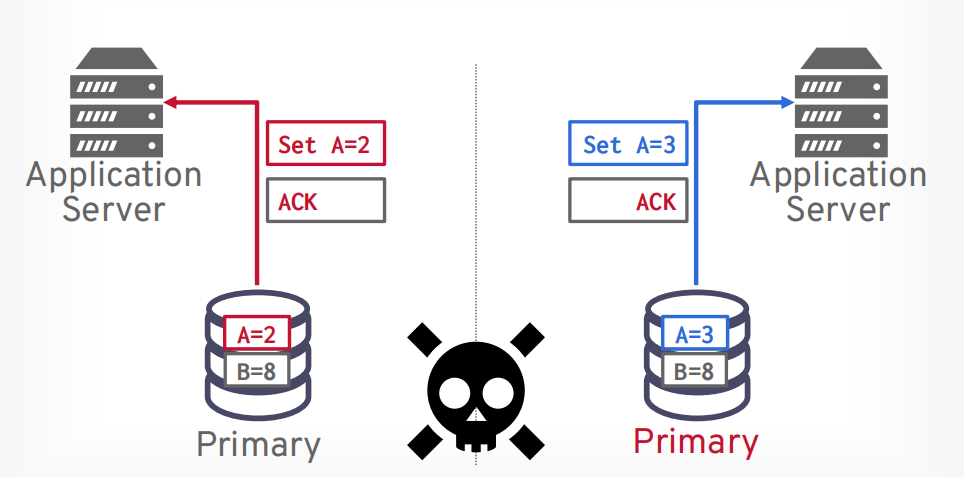 Set A=2
ACK
Application
Server
A=2
B=8
Primary
Set A=3
ACK
Application
Server
A=3
B=8
Primary